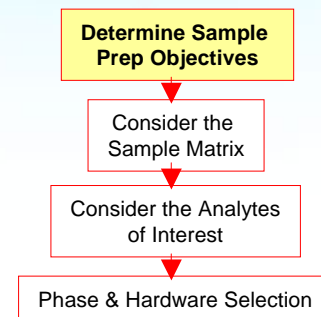 Determine Sample
Prep Objectives
Consider the
Sample Matrix
Consider the Analytes
of Interest
Phase & Hardware Selection